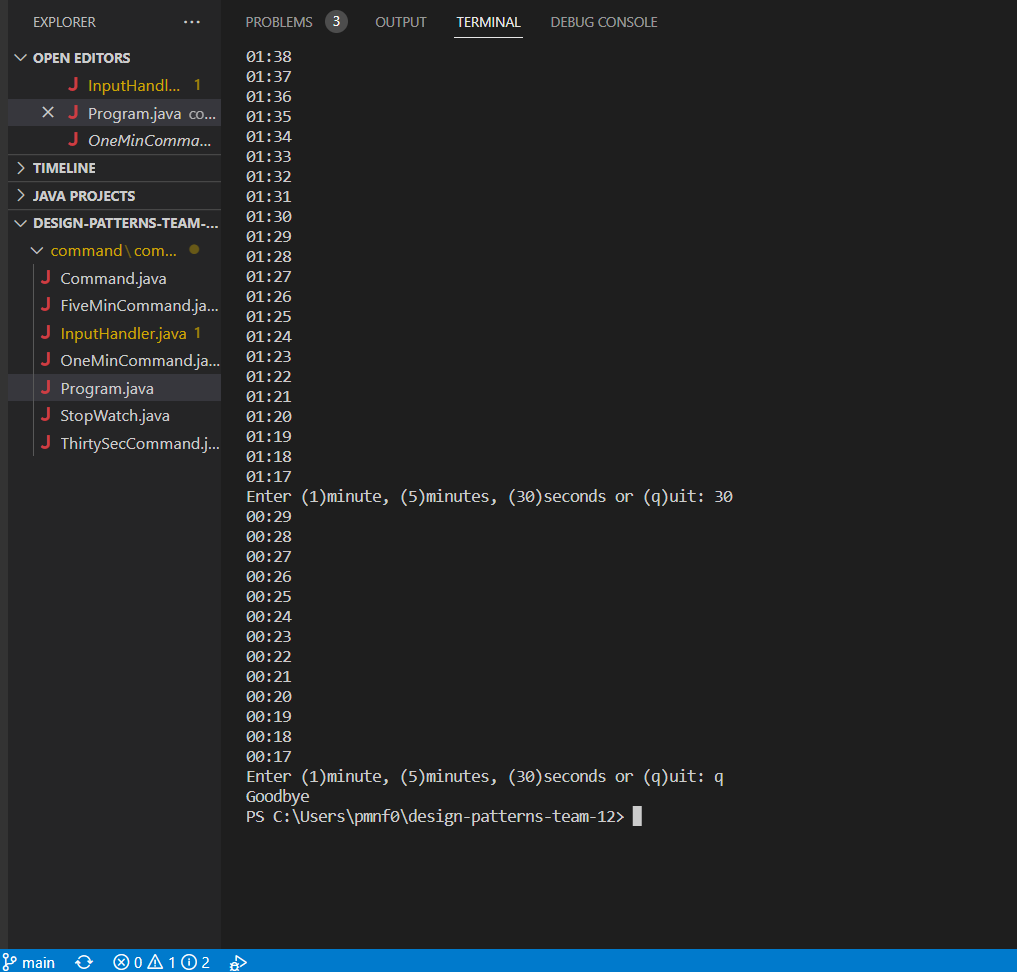 EXPLORER
...
OPEN EDITORS
InputHandl... 1
Program.java co...
OneMinComma...
TIMELINE
JAVA PROJECTS
DESIGN-PATTERNS-TEAM-...
command\com...
Command.java
FiveMinCommand.ja...
InputHandler.java 1
OneMinCommand.ja...
Program.java
StopWatch.java
ThirtySecCommand.j...
PROBLEMS 3 OUTPUT TERMINAL DEBUG CONSOLE
01:38
01:37
01:36
01:35
01:34
01:33
01:32
01:31
01:30
01:29
01:28
01:27
01:26
01:25
01:24
01:23
01:22
01:21
01:20
01:19
01:18
01:17
Enter (1)minute, (5)minutes, (30)seconds or (q)uit: 30
00:29
00:28
00:27
00:26
00:25
00:24
00:23
00:22
00:21
00:20
00:19
00:18
00:17
Enter (1)minute, (5)minutes, (30)seconds or (q)uit: q
Goodbye
PS C:\Users\pmnf0\design-patterns-team-12>
main 0 1 2